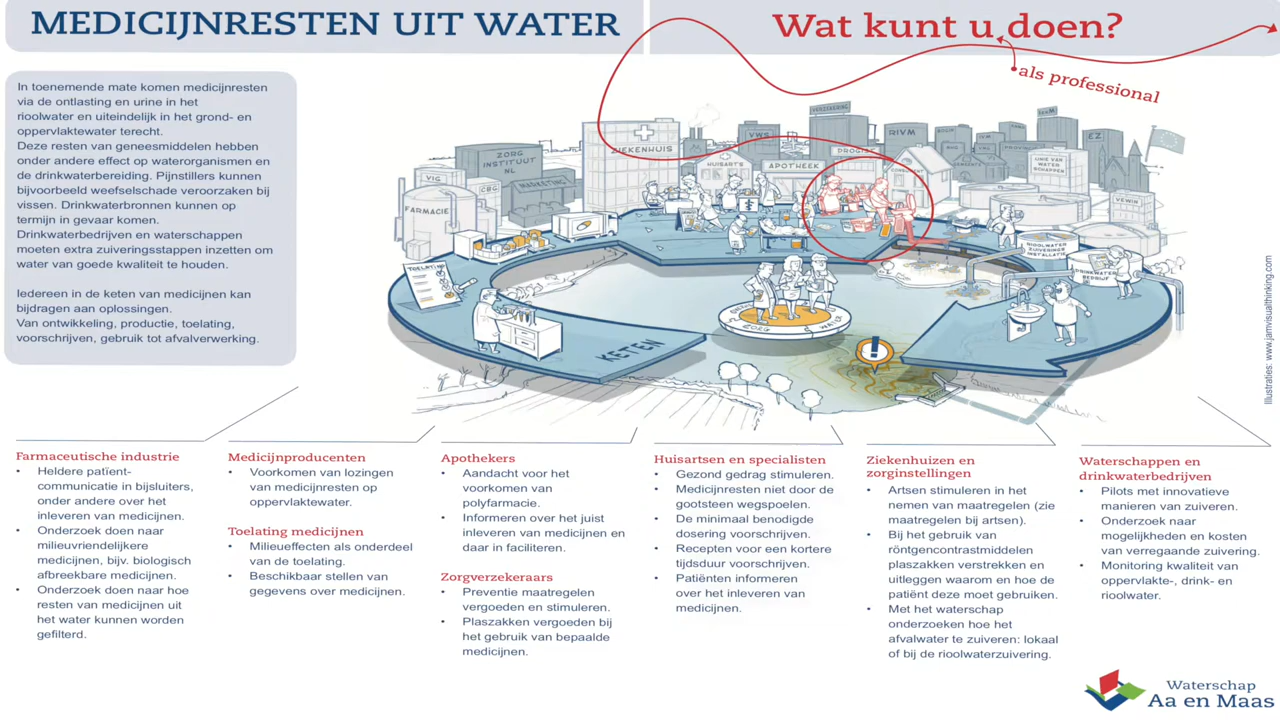 MEDICIJNRESTEN UIT WATER
Wat kunt u doen?
als professional
In toenemende mate komen medicijnresten
via de ontlasting en urine in het
rioolwater en uiteindelijk in het grond- en
oppervlaktewater terecht.
Deze resten van geneesmiddelen hebben
onder andere effect op waterorganismen en
de drinkwaterbereiding. Pijnstillers kunnen
bijvoorbeeld weefselschade veroorzaken bij
vissen. Drinkwaterbronnen kunnen op
termijn in gevaar komen.
Drinkwaterbedrijven en waterschappen
moeten extra zuiveringsstappen inzetten om
water van goede kwaliteit te houden.
Iedereen in de keten van medicijnen kan
bijdragen aan oplossingen.
Van ontwikkeling, productie, toelating,
voorschrijven, gebruik tot afvalverwerking.
FARMACIE
VIG
CBG
ZORG
INSTITUUT
NL
MARKETING
ZIEKENHUIS
HUISARTS
VWS
APOTHEEK
VERZEKERING
DROGIST
RIVM
EZ
UNIE VAN
WATER-
SCHAPPEN
VEWIN
TOELATING
RIOOLWATER
ZUIVERINGS
INSTALLATIE
DRINKWATER
BEDRIJF
ZORG
WATER
KETEN
!
Illustraties: www.jamvisualthinking.com
Farmaceutische industrie
• Heldere patïent-
communicatie in bijsluiters,
onder andere over het
inleveren van medicijnen.
• Onderzoek doen naar
milieuvriendelijkere
medicijnen, bijv. biologisch
afbreekbare medicijnen.
• Onderzoek doen naar hoe
resten van medicijnen uit
het water kunnen worden
gefilterd.
Medicijnproducenten
• Voorkomen van lozingen
van medicijnresten op
oppervlaktewater.
Toelating medicijnen
• Milieueffecten als onderdeel
van de toelating.
• Beschikbaar stellen van
gegevens over medicijnen.
Apothekers
• Aandacht voor het
voorkomen van
polyfarmacie.
• Informeren over het juist
inleveren van medicijnen en
daar in faciliteren.
Zorgverzekeraars
• Preventie maatregelen
vergoeden en stimuleren.
• Plaszakken vergoeden bij
het gebruik van bepaalde
medicijnen.
Huisartsen en specialisten
• Gezond gedrag stimuleren.
• Medicijnresten niet door de
gootsteen wegspoelen.
• De minimaal benodigde
dosering voorschrijven.
• Recepten voor een kortere
tijdsduur voorschrijven.
• Patiënten informeren
over het inleveren van
medicijnen.
Ziekenhuizen en
zorginstellingen
• Artsen stimuleren in het
nemen van maatregelen (zie
maatregelen bij artsen).
• Bij het gebruik van
röntgencontrastmiddelen
plaszakken verstrekken en
uitleggen waarom en hoe de
patiënt deze moet gebruiken.
• Met het waterschap
onderzoeken hoe het
afvalwater te zuiveren: lokaal
of bij de rioolwaterzuivering.
Waterschappen en
drinkwaterbedrijven
• Pilots met innovatieve
manieren van zuiveren.
• Onderzoek naar
mogelijkheden en kosten
van verregaande zuivering.
• Monitoring kwaliteit van
oppervlakte-, drink- en
rioolwater.
Waterschap
Aa en Maas